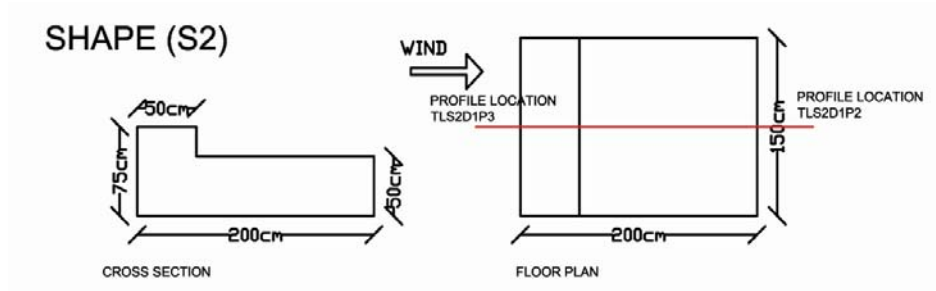 SHAPE (S2)
50cm
75cm
50cm
200cm
CROSS SECTION
WIND
PROFILE LOCATION
TLS2D1P3
PROFILE LOCATION
TLS2D1P2
150cm
200cm
FLOOR PLAN